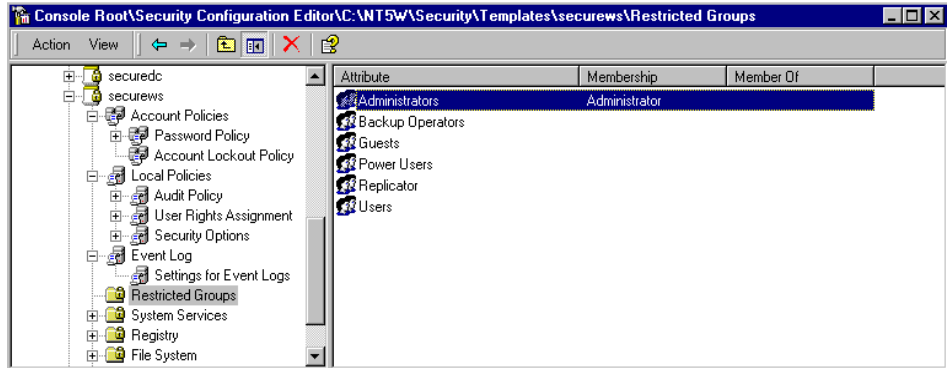 Console Root\Security Configuration Editor\C:\NT5W\Security\Templates\securews\Restricted Groups
Action View
securedc
securews
Account Policies
Password Policy
Account Lockout Policy
Local Policies
Audit Policy
User Rights Assignment
Security Options
Event Log
Settings for Event Logs
Restricted Groups
System Services
Registry
File System
Attribute Membership Member Of
Administrators Administrator
Backup Operators
Guests
Power Users
Replicator
Users